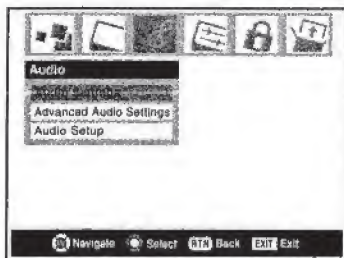 Audio
Advanced Audio Settings
Audio Setup
Navigate Select RTN Back EXIT Exit